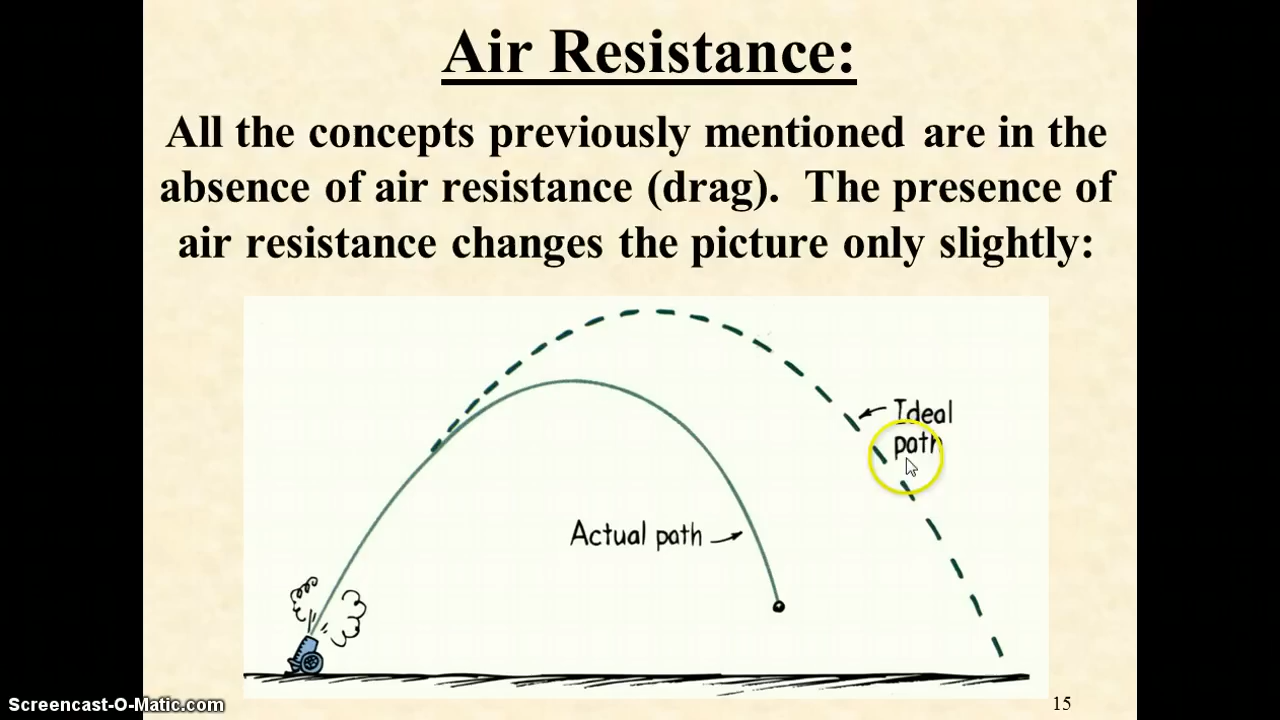 Air Resistance:
All the concepts previously mentioned are in the
absence of air resistance (drag).  The presence of
air resistance changes the picture only slightly:
Ideal
path
Actual path
Screencast-O-Matic.com
15